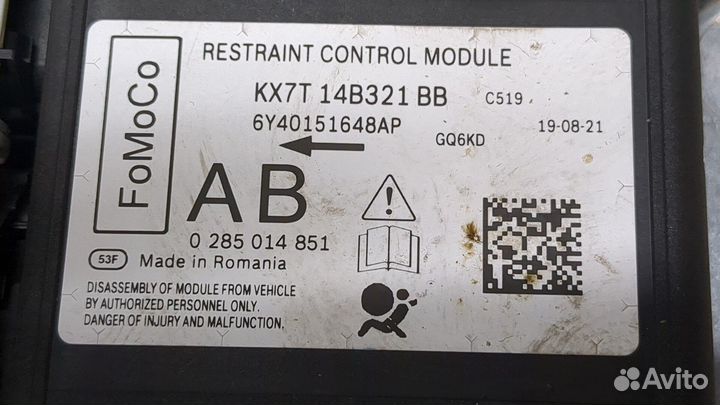 FoMoCo
RESTRAINT CONTROL MODULE
KX7T 14B321 BB C519
6Y40151648AP GQ6KD 19-08-21
AB
0 285 014 851
53F Made in Romania
DISASSEMBLY OF MODULE FROM VEHICLE
BY AUTHORIZED PERSONNEL ONLY.
DANGER OF INJURY AND MALFUNCTION.
Avito